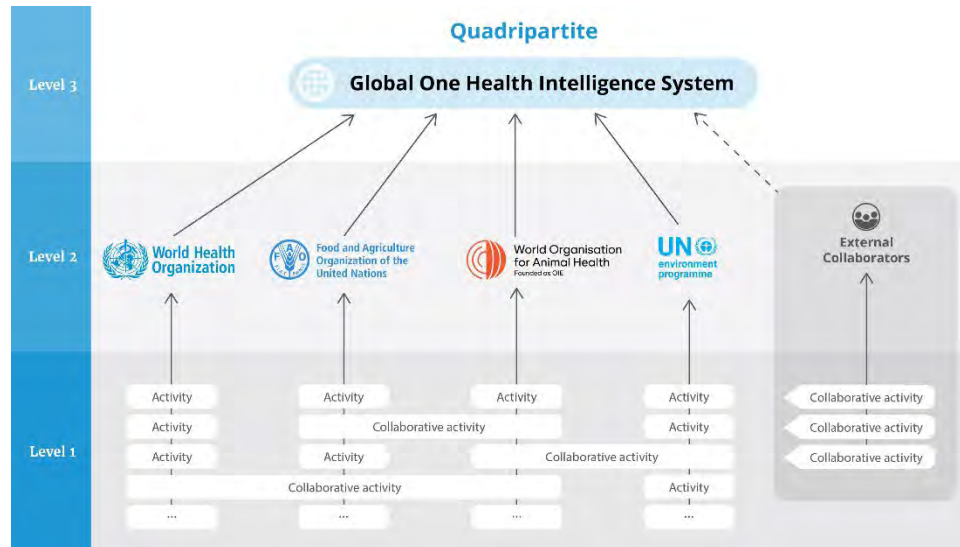 Quadripartite
Level 3
Global One Health Intelligence System
Level 2
World Health
Organization
F A O
Food and Agriculture
Organization of the
United Nations
World Organisation
for Animal Health
Founded as OIE
UN
environment
programme
External
Collaborators
Level 1
Activity
Activity
Activity
Activity
Collaborative activity
Activity
Collaborative activity
Activity
Collaborative activity
Activity
Activity
Collaborative activity
Collaborative activity
Collaborative activity
Activity
...
...
...
...